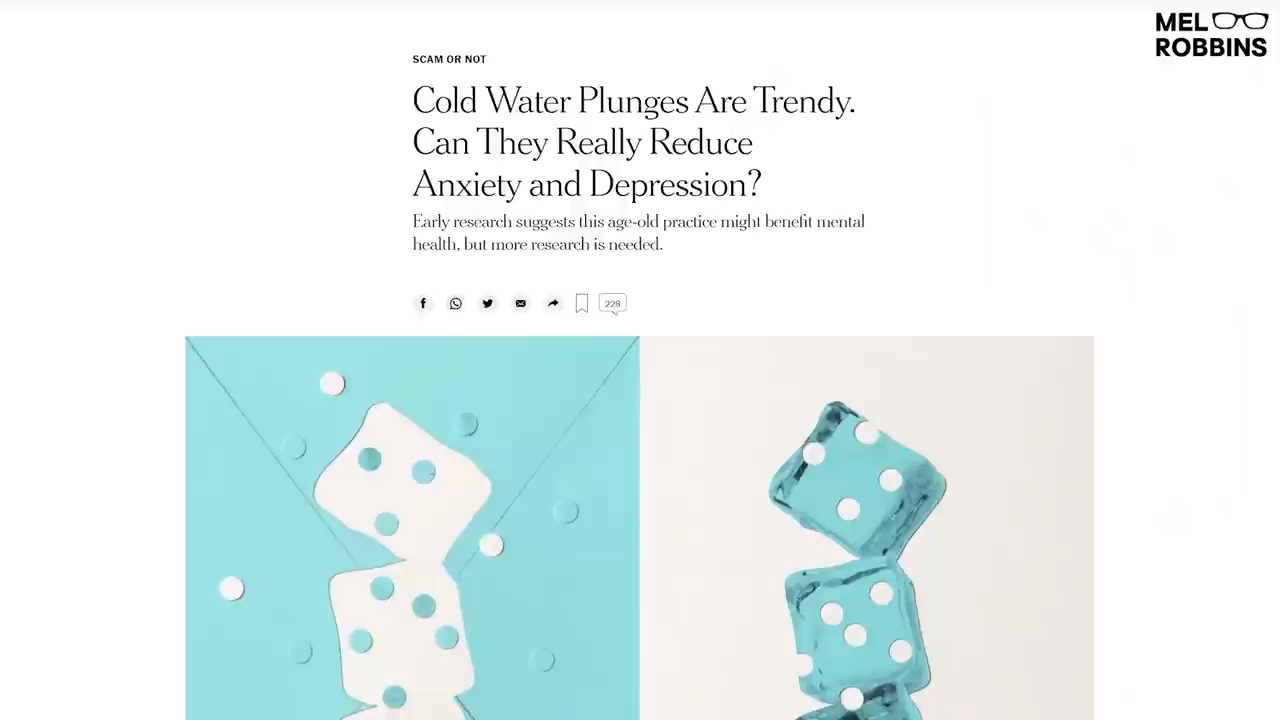 MEL
ROBBINS
SCAM OR NOT
Cold Water Plunges Are Trendy.
Can They Really Reduce
Anxiety and Depression?
Early research suggests this age-old practice might benefit mental
health, but more research is needed.
228